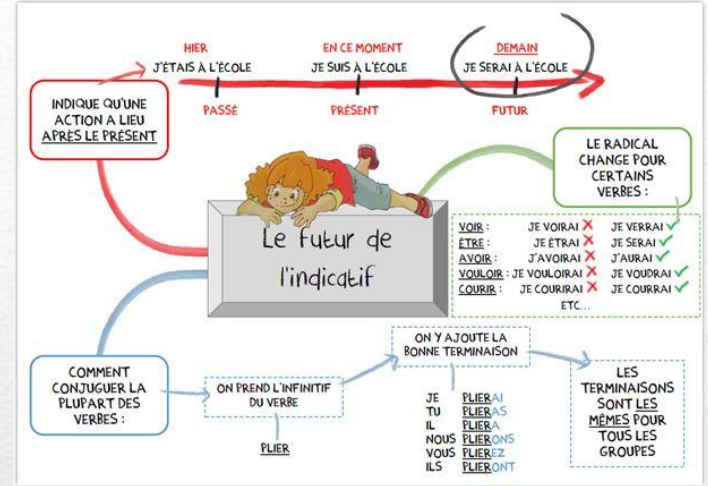 HIER
J'ÉTAIS À L'ÉCOLE
EN CE MOMENT
JE SUIS À L'ÉCOLE
DEMAIN
JE SERAI À L'ÉCOLE
PASSÉ
PRÉSENT
FUTUR
INDIQUE QU'UNE
ACTION A LIEU
APRÈS LE PRÉSENT
LE RADICAL
CHANGE POUR
CERTAINS
VERBES :
Le futur de
l'indicatif
VOIR : JE VOIRAI ✗ JE VERRAI ✓
ÊTRE : JE ÊTRAI ✗ JE SERAI ✓
AVOIR : J'AVOIRAI ✗ J'AURAI ✓
VOULOIR : JE VOULOIRAI ✗ JE VOUDRAI ✓
COURIR : JE COURIRAI ✗ JE COURRAI ✓
ETC...
COMMENT
CONJUGUER LA
PLUPART DES
VERBES :
ON PREND L'INFINITIF
DU VERBE
PLIER
ON Y AJOUTE LA
BONNE TERMINAISON
JE PLIERAI
TU PLIERAS
IL PLIERA
NOUS PLIERONS
VOUS PLIEREZ
ILS PLIERONT
LES
TERMINAISONS
SONT LES
MÊMES POUR
TOUS LES
GROUPES